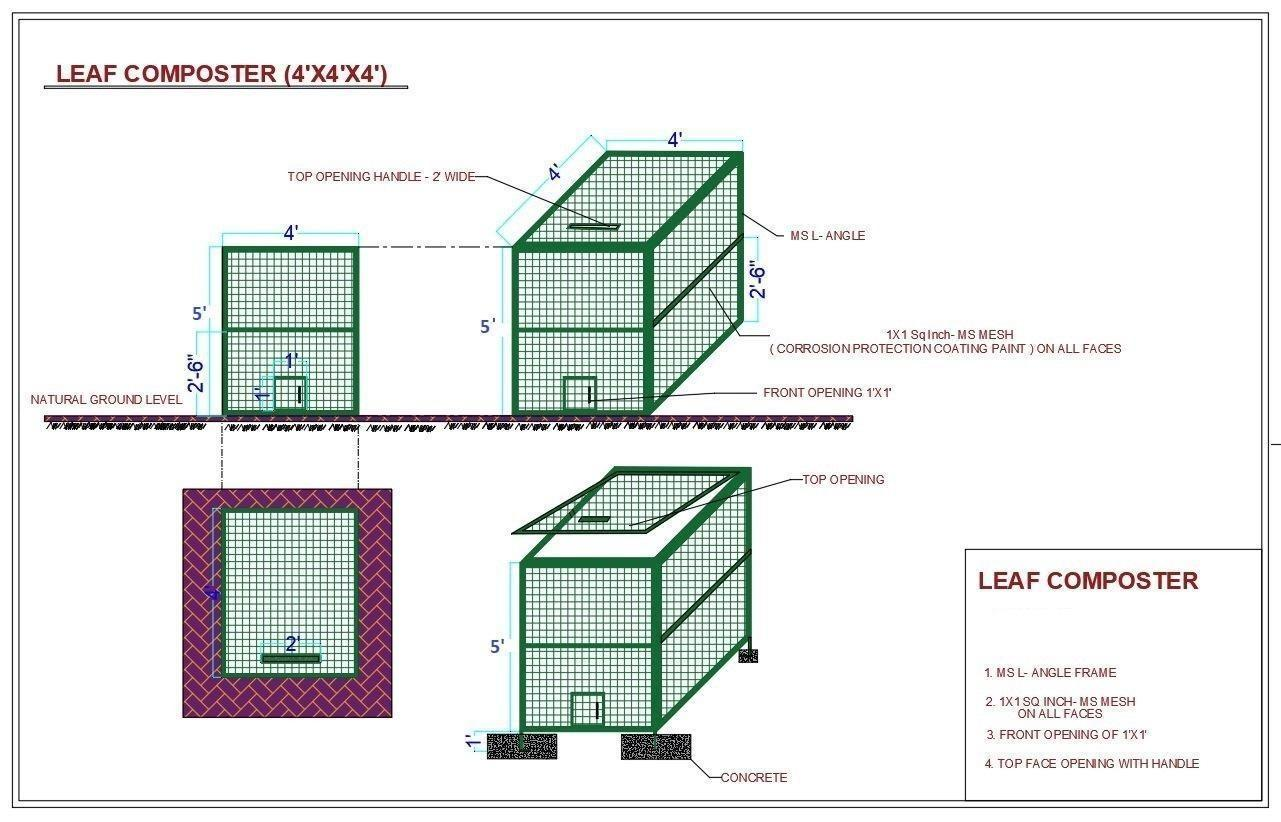 LEAF COMPOSTER (4'X4'X4')
4'
4'
TOP OPENING HANDLE - 2' WIDE
MS L- ANGLE
4'
5'
5'
2'-6"
1X1 Sq Inch- MS MESH
( CORROSION PROTECTION COATING PAINT ) ON ALL FACES
2'-6"
1'
1'
FRONT OPENING 1'X1'
NATURAL GROUND LEVEL
TOP OPENING
4'
2'
5'
1'
CONCRETE
LEAF COMPOSTER
1. MS L- ANGLE FRAME
2. 1X1 SQ INCH- MS MESH
ON ALL FACES
3. FRONT OPENING OF 1'X1'
4. TOP FACE OPENING WITH HANDLE